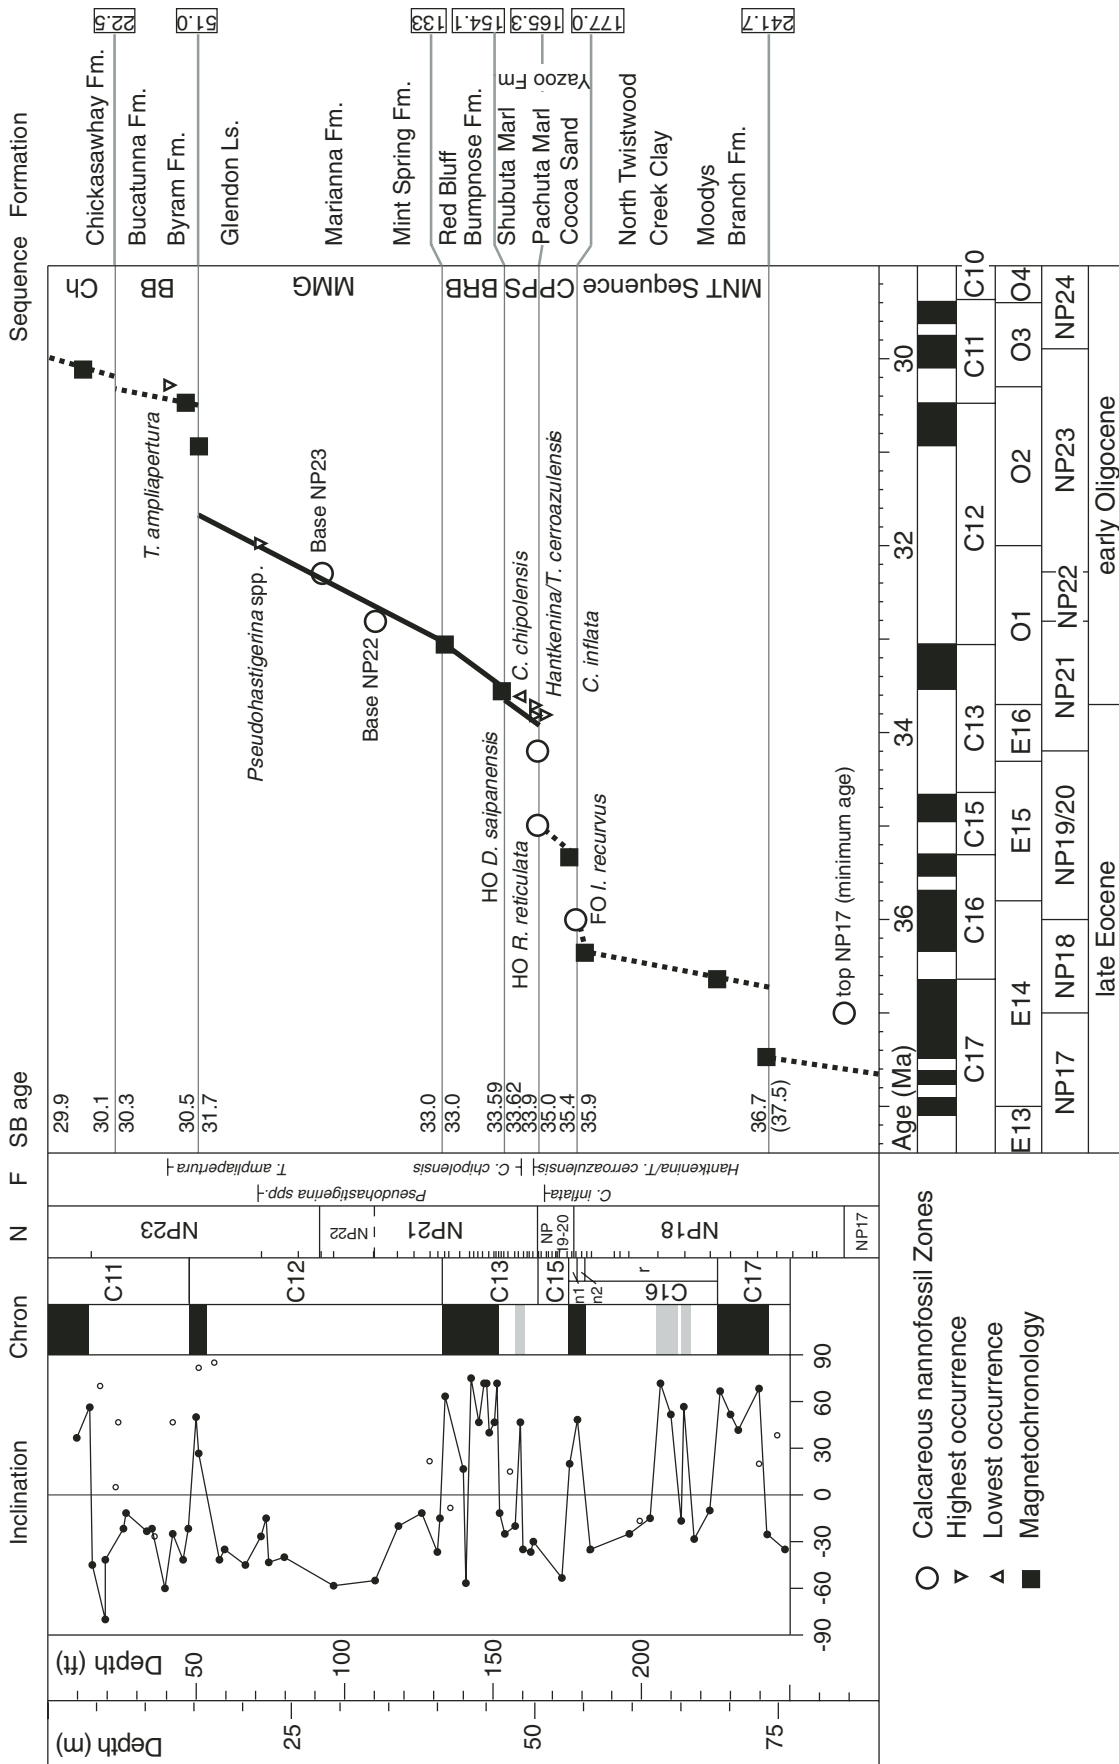 Depth (m)
25
50
75
Depth (ft)
50
100
150
200
Inclination
90
60
30
0
-30
-60
-90
Chron
C11
C12
C13
C15
n1
n2
C16
r
C17
N
NP23
NP22
NP21
NP
19-20
NP18
NP17
F
T. ampliapertura
Pseudohastigerina spp.
C. chipolensis
Hantkenina/T. cerroazulensis
C. inflata
SB age
29.9
30.1
30.3
30.5
31.7
33.0
33.0
33.59
33.62
33.9
35.0
35.4
35.9
36.7
(37.5)
T. ampliapertura
Pseudohastigerina spp.
Base NP23
Base NP22
HO D. saipanensis
C. chipolensis
HO R. reticulata
Hantkenina/T. cerroazulensis
FO I. recurvus
C. inflata
top NP17 (minimum age)
Sequence
Ch
BB
MMG
BRB
PS
CPP
MNT Sequence
Formation
Chickasawhay Fm.
22.5
Bucatunna Fm.
Byram Fm.
51.0
Glendon Ls.
Marianna Fm.
Mint Spring Fm.
133
Red Bluff
Bumpnose Fm.
154.1
Shubuta Marl
Yazoo Fm
165.3
Pachuta Marl
Cocoa Sand
177.0
North Twistwood
Creek Clay
Moodys
Branch Fm.
241.7
Age (Ma)
36
34
32
30
C17
C16
C15
C13
C12
C11
C10
E13
E14
E15
E16
O1
O2
O3
O4
NP17
NP18
NP19/20
NP21
NP22
NP23
NP24
late Eocene
early Oligocene
Calcareous nannofossil Zones
Highest occurrence
Lowest occurrence
Magnetochronology